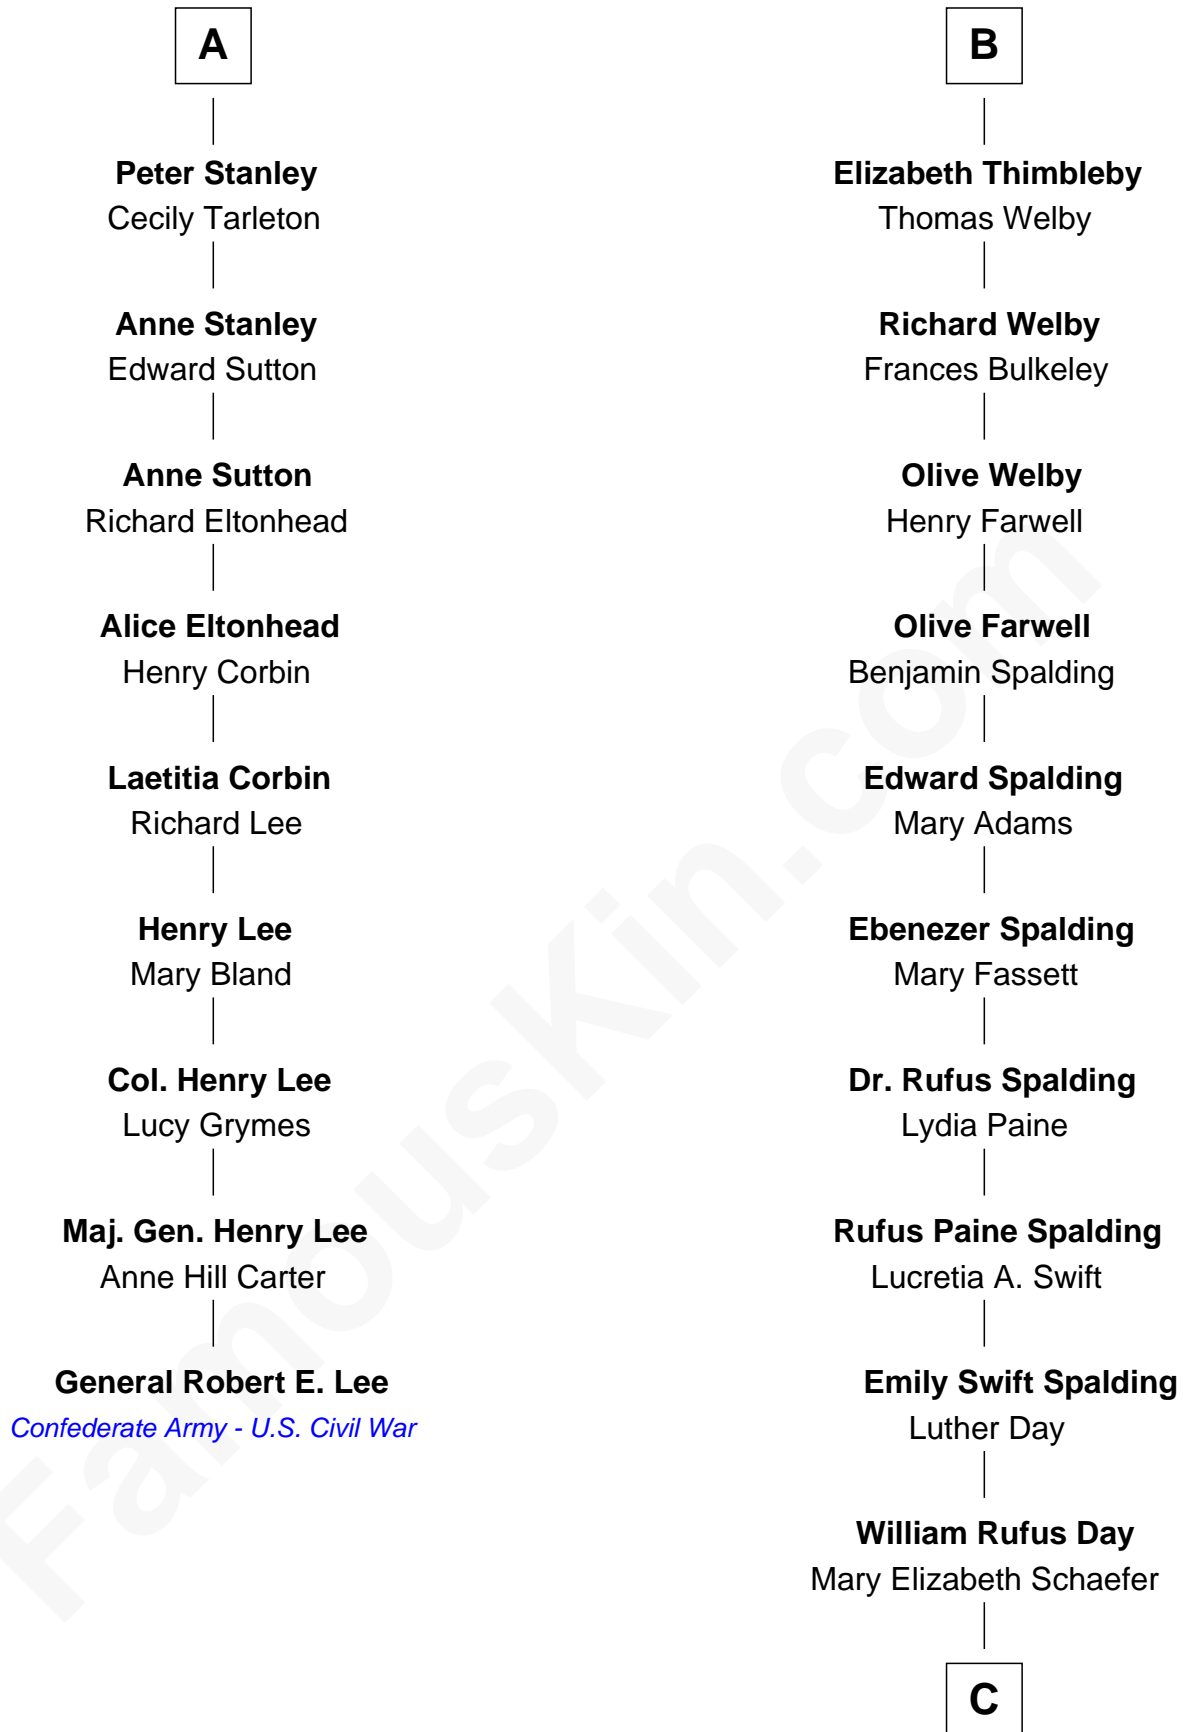 A
Peter Stanley
Cecily Tarleton
Anne Stanley
Edward Sutton
Anne Sutton
Richard Eltonhead
Alice Eltonhead
Henry Corbin
Laetitia Corbin
Richard Lee
Henry Lee
Mary Bland
Col. Henry Lee
Lucy Grymes
Maj. Gen. Henry Lee
Anne Hill Carter
General Robert E. Lee
Confederate Army - U.S. Civil War
B
Elizabeth Thimbleby
Thomas Welby
Richard Welby
Frances Bulkeley
Olive Welby
Henry Farwell
Olive Farwell
Benjamin Spalding
Edward Spalding
Mary Adams
Ebenezer Spalding
Mary Fassett
Dr. Rufus Spalding
Lydia Paine
Rufus Paine Spalding
Lucretia A. Swift
Emily Swift Spalding
Luther Day
William Rufus Day
Mary Elizabeth Schaefer
C
FamousKin.com